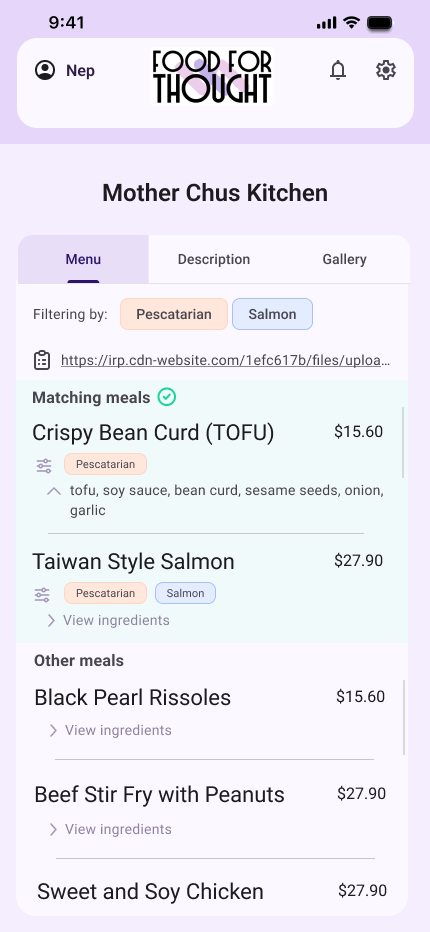 9:41
Nep
FOOD FOR
THOUGHT
Mother Chus Kitchen
Menu
Description
Gallery
Filtering by:
Pescatarian
Salmon
https://irp.cdn-website.com/1efc617b/files/uploa...
Matching meals
Crispy Bean Curd (TOFU)
$15.60
Pescatarian
tofu, soy sauce, bean curd, sesame seeds, onion,
garlic
Taiwan Style Salmon
$27.90
Pescatarian
Salmon
View ingredients
Other meals
Black Pearl Rissoles
$15.60
View ingredients
Beef Stir Fry with Peanuts
$27.90
View ingredients
Sweet and Soy Chicken
$27.90